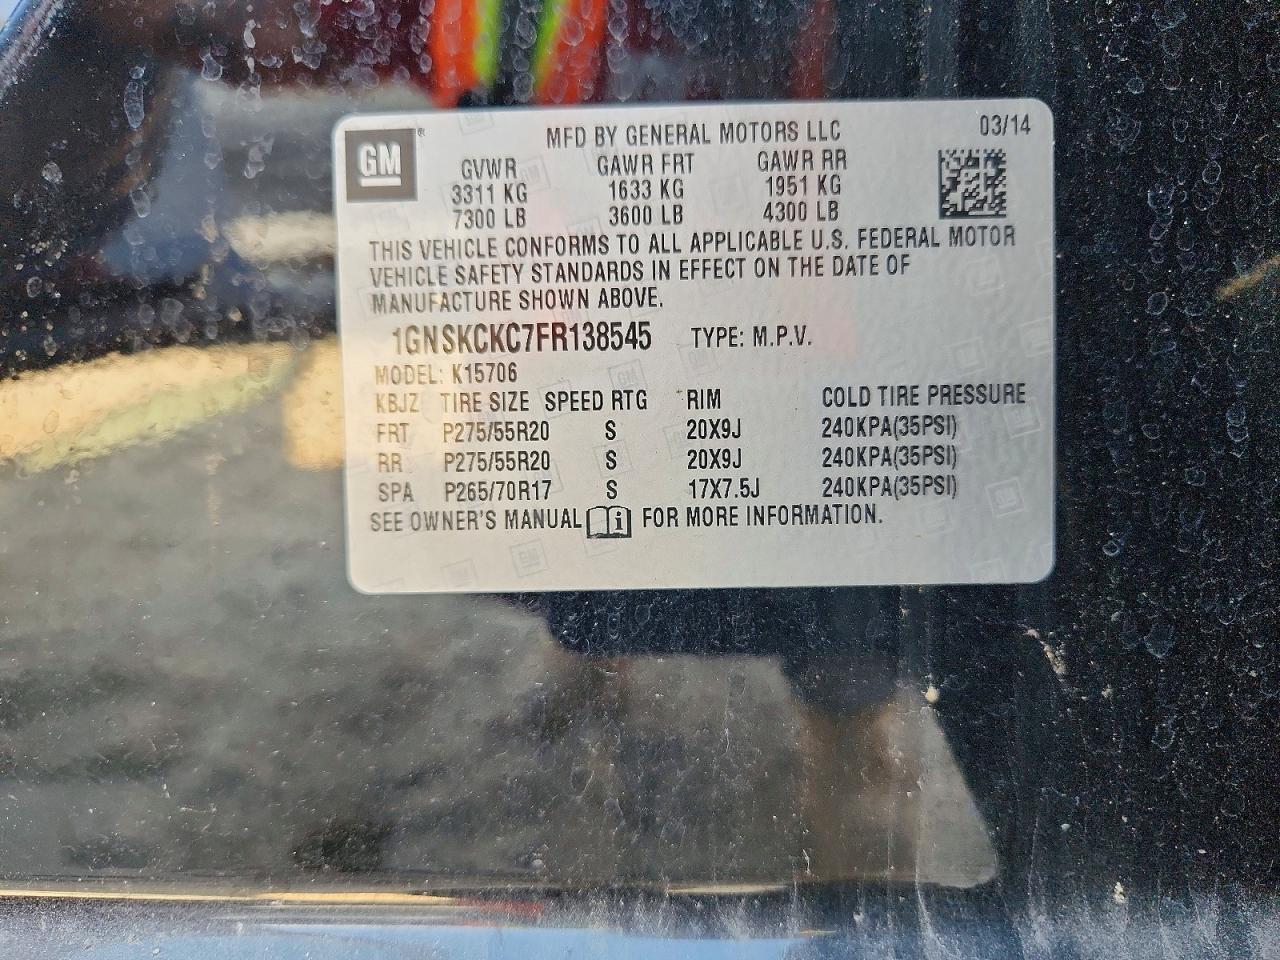 GM ® MFD BY GENERAL MOTORS LLC 03/14
GVWR GAWR FRT GAWR RR
3311 KG 1633 KG 1951 KG
7300 LB 3600 LB 4300 LB
THIS VEHICLE CONFORMS TO ALL APPLICABLE U.S. FEDERAL MOTOR
VEHICLE SAFETY STANDARDS IN EFFECT ON THE DATE OF
MANUFACTURE SHOWN ABOVE.
1GNSKCKC7FR138545 TYPE: M.P.V.
MODEL: K15706
KBJZ TIRE SIZE SPEED RTG RIM COLD TIRE PRESSURE
FRT P275/55R20 S 20X9J 240KPA(35PSI)
RR P275/55R20 S 20X9J 240KPA(35PSI)
SPA P265/70R17 S 17X7.5J 240KPA(35PSI)
SEE OWNER'S MANUAL i FOR MORE INFORMATION.